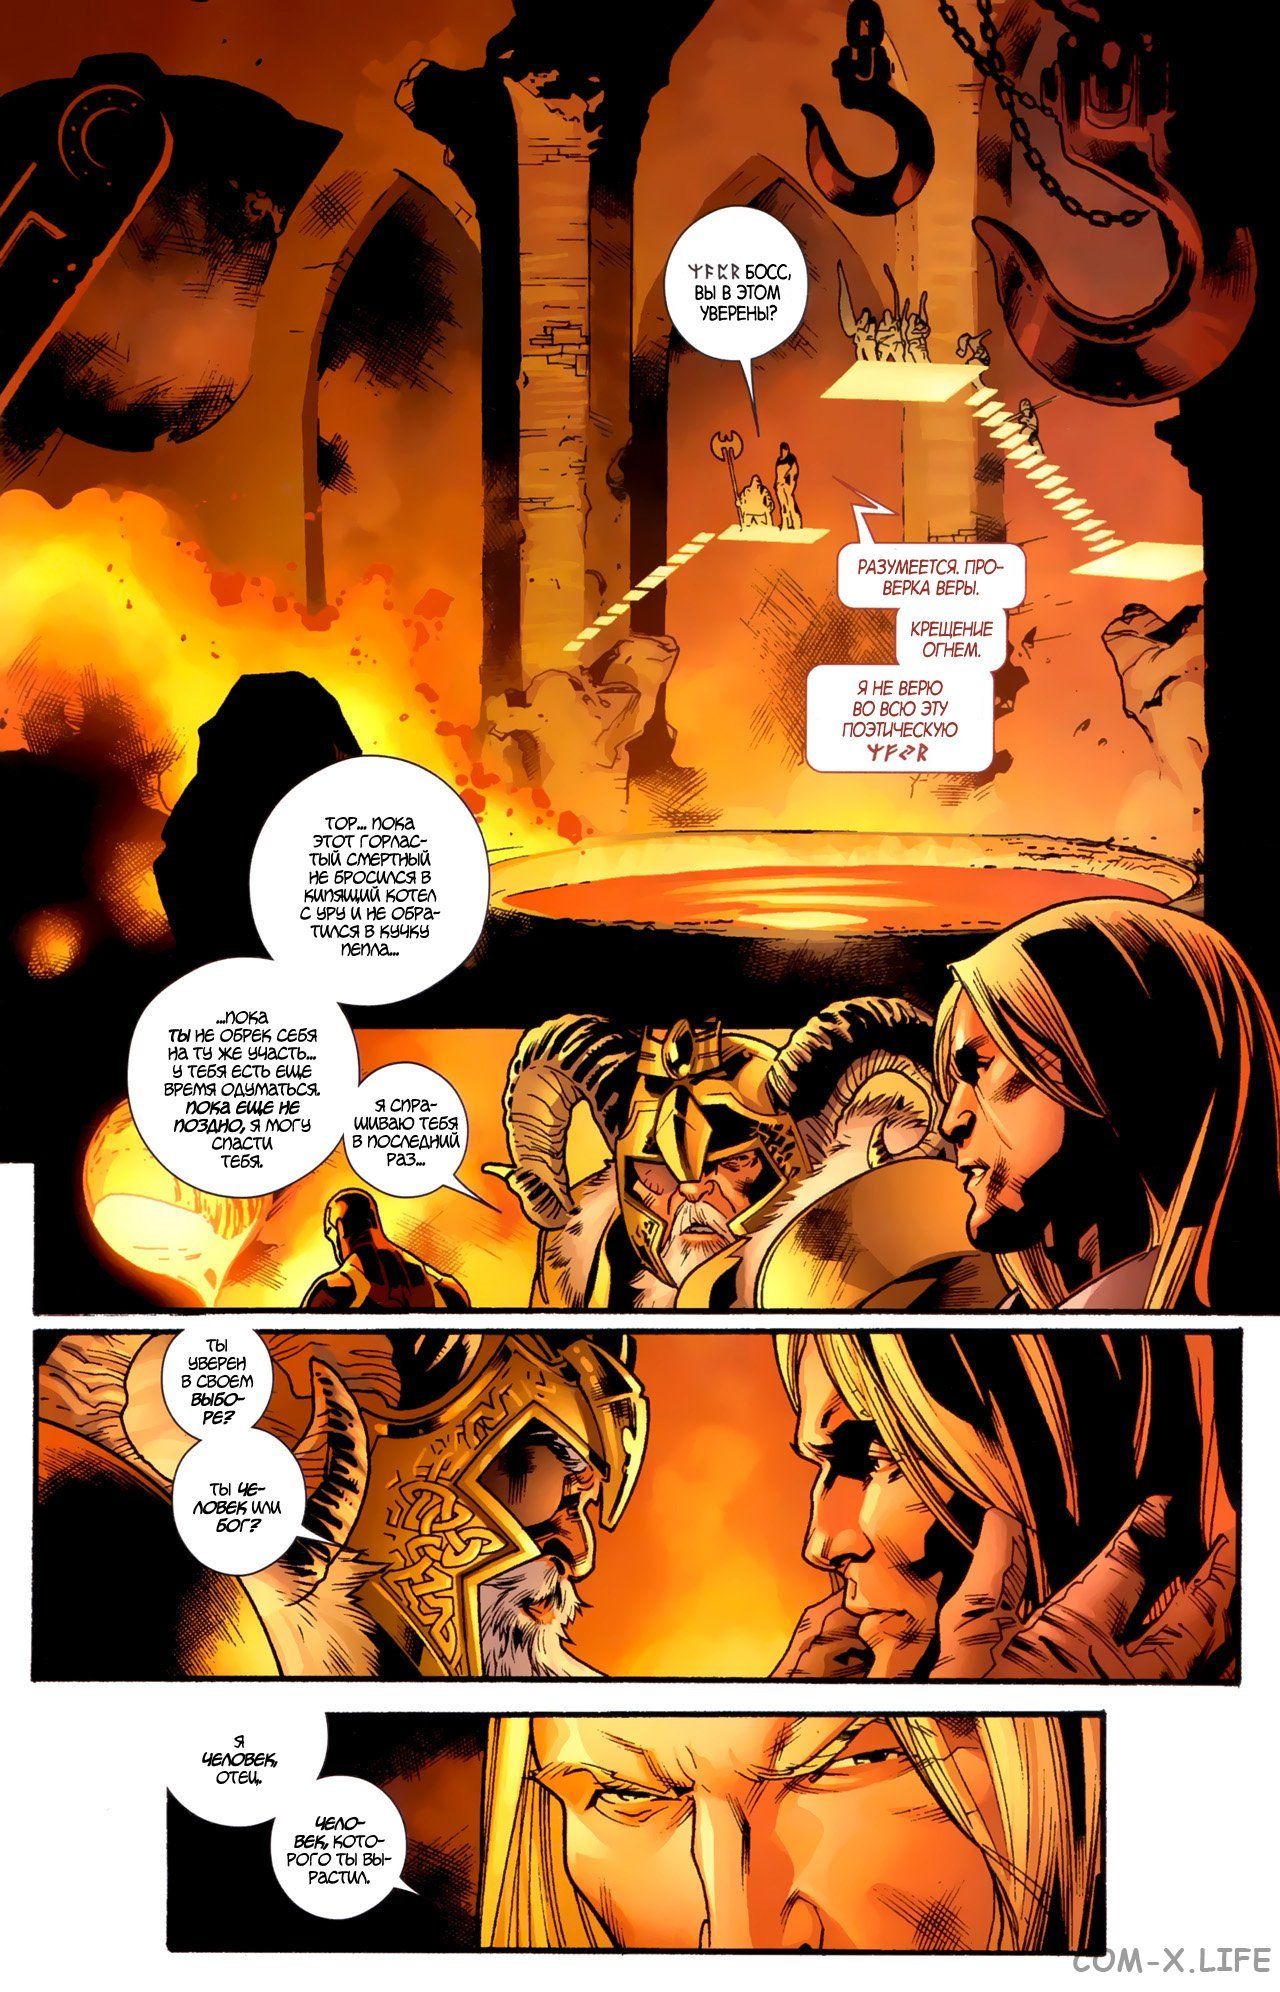 ᛉᚨᛈᚱ БОСС,
ВЫ В ЭТОМ
УВЕРЕНЫ?
РАЗУМЕЕТСЯ. ПРО-
ВЕРКА ВЕРЫ.
КРЕЩЕНИЕ
ОГНЕМ.
Я НЕ ВЕРЮ
ВО ВСЮ ЭТУ
ПОЭТИЧЕСКУЮ
ТОР... ПОКА
ЭТОТ ГОРЛАС-
ТЫЙ СМЕРТНЫЙ
НЕ БРОСИЛСЯ В
КИПЯЩИЙ КОТЕЛ
С УРУ И НЕ ОБРА-
ТИЛСЯ В КУЧКУ
ПЕПЛА...
...ПОКА
ТЫ НЕ ОБРЕК СЕБЯ
НА ТУ ЖЕ УЧАСТЬ...
У ТЕБЯ ЕСТЬ ЕЩЕ
ВРЕМЯ ОДУМАТЬСЯ.
ПОКА ЕЩЕ НЕ
ПОЗДНО, Я МОГУ
СПАСТИ
ТЕБЯ.
Я СПРА-
ШИВАЮ ТЕБЯ
В ПОСЛЕДНИЙ
РАЗ...
ТЫ
УВЕРЕН
В СВОЕМ
ВЫБО-
РЕ?
ТЫ ЧЕ-
ЛОВЕК ИЛИ
БОГ?
Я
ЧЕЛОВЕК,
ОТЕЦ.
ЧЕЛО-
ВЕК, КОТО-
РОГО ТЫ ВЫ-
РАСТИЛ.
COM-X.LIFE